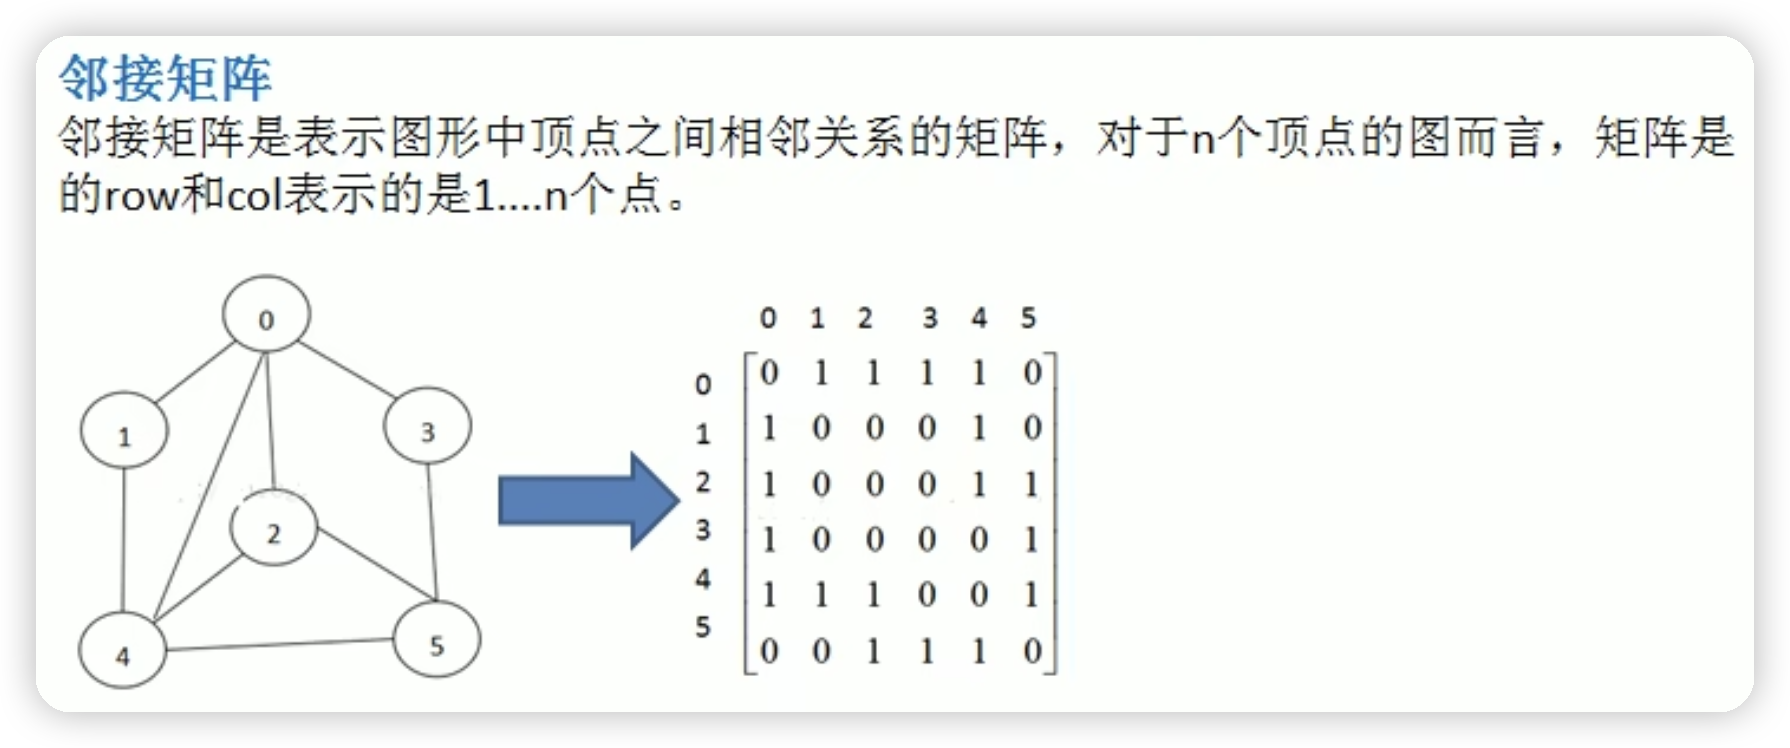 邻接矩阵
邻接矩阵是表示图形中顶点之间相邻关系的矩阵，对于n个顶点的图而言，矩阵是
的row和col表示的是1....n个点。
0
1
3
2
4
5
0 1 2 3 4 5
0 0 1 1 1 1 0
1 1 0 0 0 1 0
2 1 0 0 0 1 1
3 1 0 0 0 0 1
4 1 1 1 0 0 1
5 0 0 1 1 1 0